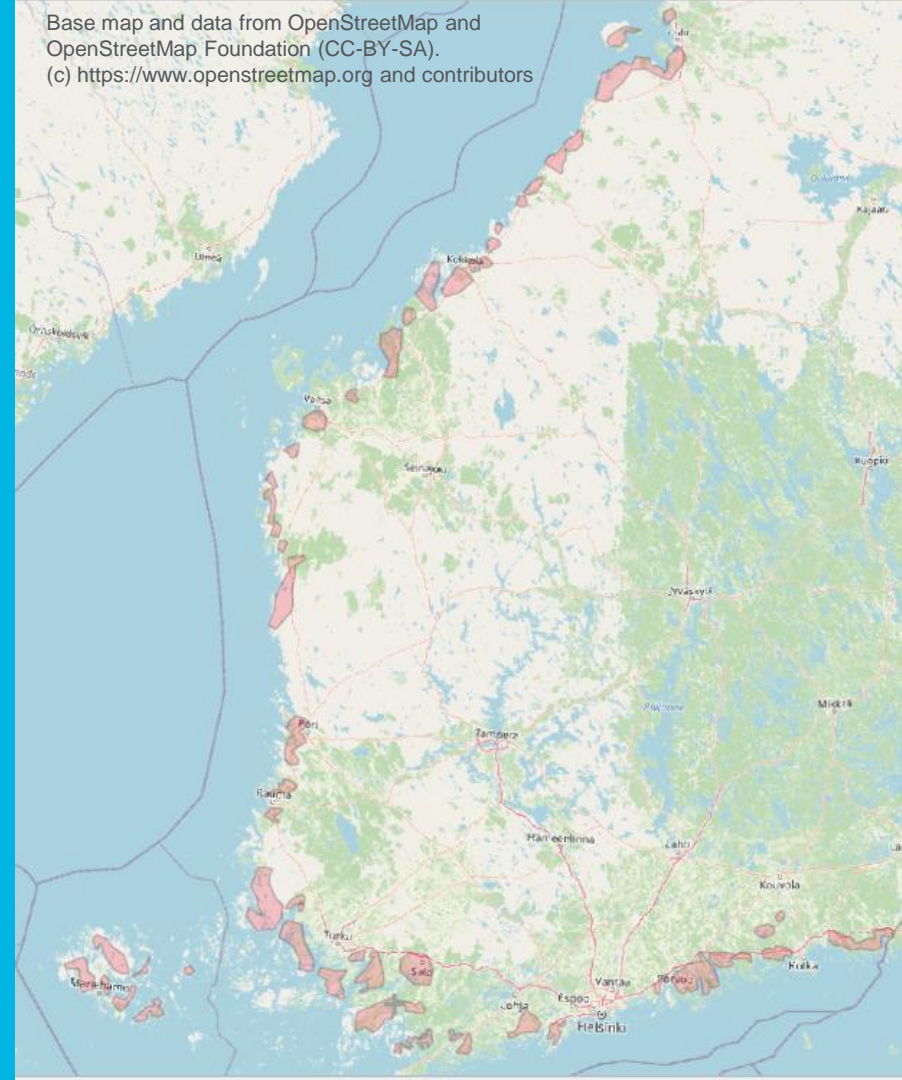 Base map and data from OpenStreetMap and
OpenStreetMap Foundation (CC-BY-SA).
(c) https://www.openstreetmap.org and contributors
Umeå
Kokkola
Vaasa
Seinäjoki
Kuopio
Jyväskylä
Mikkeli
Pori
Tampere
Rauma
Hämeenlinna
Lahti
Kouvola
Turku
Salo
Mariehamn
Lohja
Espoo
Vantaa
Porvoo
Kotka
Helsinki